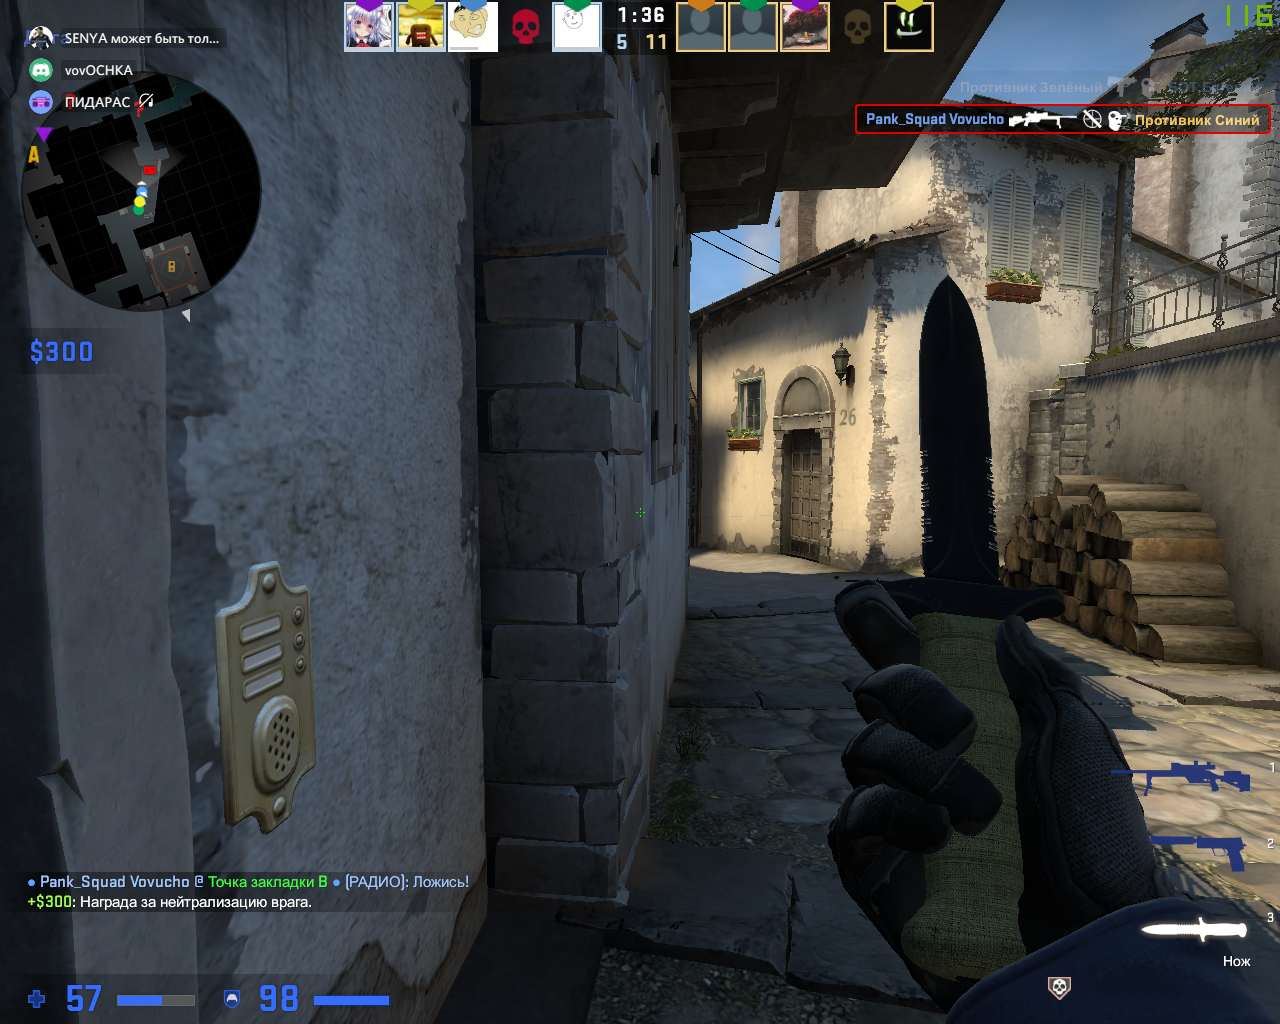 1:36
5 11
116
SENYA может быть тол...
vovOCHKA
ПИДАРАС
A
B
Противник Зелёный
Pank_Squad Vovucho Противник Синий
$300
26
1
2
3
Нож
• Pank_Squad Vovucho @ Точка закладки B • (РАДИО): Ложись!
+$300: Награда за нейтрализацию врага.
57 98